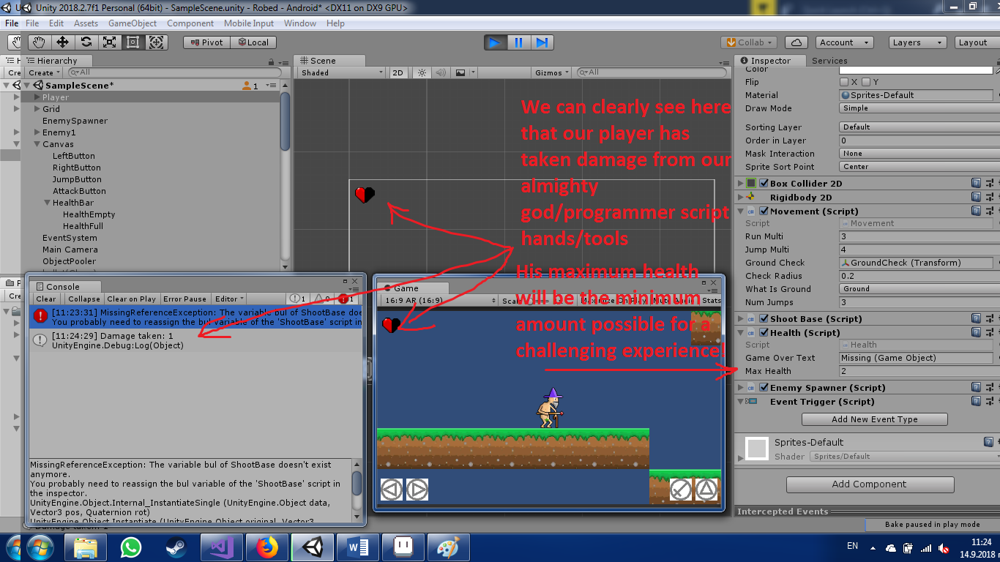 Unity 2018.2.7f1 Personal (64bit) - SampleScene.unity - Robed - Android* <DX11 on DX9 GPU>
File File Edit Assets GameObject Component Mobile Input Window Help
Pivot Local Collab Account Layers Layout
Hierarchy
Create All
SampleScene* 1
Player
Grid
EnemySpawner
Enemy1
Canvas
LeftButton
RightButton
JumpButton
AttackButton
HealthBar
HealthEmpty
HealthFull
EventSystem
Main Camera
ObjectPooler
Scene
Shaded 2D Gizmos All
We can clearly see here
that our player has
taken damage from our
almighty
god/programmer script
hands/tools
His maximum health
will be the minimum
amount possible for a
challenging experience!
Console
Clear Collapse Clear on Play Error Pause Editor 1 0 1
[11:23:31] MissingReferenceException: The variable bul of ShootBase doe
You probably need to reassign the bul variable of the 'ShootBase' script in
[11:24:29] Damage taken: 1
UnityEngine.Debug:Log(Object)
MissingReferenceException: The variable bul of ShootBase doesn't exist
anymore.
You probably need to reassign the bul variable of the 'ShootBase' script in
the inspector.
UnityEngine.Object.Internal_InstantiateSingle (UnityEngine.Object data,
Vector3 pos, Quaternion rot)
UnityEngine.Object.Instantiate (UnityEngine.Object original, Vector3
Damage taken: 1
Game
16:9 AR (16:9) Scale Maximize On Play Mute Audio Stats
Inspector Services
Color
Flip X Y
Material Sprites-Default
Draw Mode Simple
Sorting Layer Default
Order in Layer 0
Mask Interaction None
Sprite Sort Point Center
Box Collider 2D
Rigidbody 2D
Movement (Script)
Script Movement
Run Multi 3
Jump Multi 4
Ground Check GroundCheck (Transform)
Check Radius 0.2
What Is Ground Ground
Num Jumps 3
Shoot Base (Script)
Health (Script)
Script Health
Game Over Text Missing (Game Object)
Max Health 2
Enemy Spawner (Script)
Event Trigger (Script)
Add New Event Type
Sprites-Default
Shader Sprites/Default
Add Component
Intercepted Events
Bake paused in play mode
EN 11:24
14.9.2018